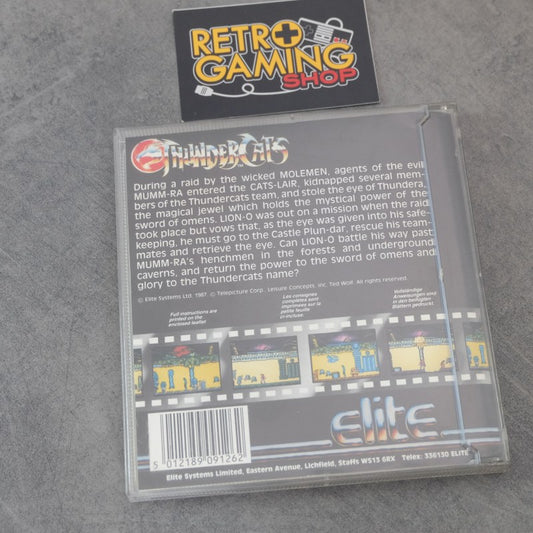 RETRO
GAMING
SHOP
THUNDERCATS
During a raid by the wicked MOLEMEN, agents of the evil
MUMM-RA entered the CATS-LAIR, kidnapped several mem-
bers of the Thundercats team, and stole the eye of Thundera,
the magical jewel which holds the mystical power of the
sword of omens. LION-O was out on a mission when the raid
took place but vows that, as the eye was given into his safe-
keeping, he must go to the Castle Plun-dar, rescue his team-
mates and retrieve the eye. Can LION-O battle his way past
MUMM-RA's henchmen in the forests and underground
caverns, and return the power to the sword of omens and
glory to the Thundercats name?
© Elite Systems Ltd. 1987. © Telepicture Corp. Leisure Concepts, Inc. Ted Wolf. All rights reserved.
Full instructions are
printed on the
enclosed leaflet
Les consignes
complètes sont
imprimées sur la
petite feuille
incluse.
Vollständige
Anweisungen sind
in den beifügten
Blättern gedruckt.
elite
5 012189 091262
Elite Systems Limited, Eastern Avenue, Lichfield, Staffs WS13 6RX Telex: 336130 ELITE